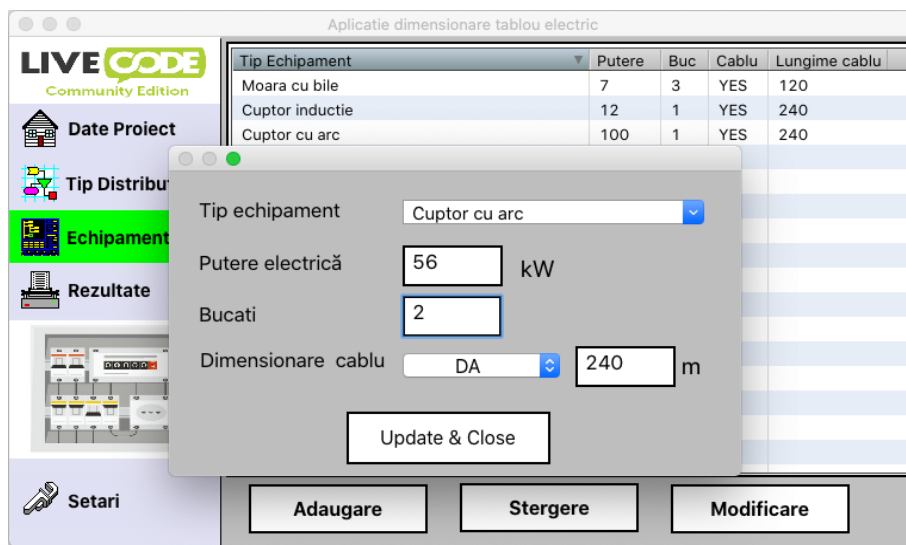 Aplicatie dimensionare tablou electric
LIVE CODE
Community Edition
Date Proiect
Tip Distribu
Echipament
Rezultate
Setari
Tip Echipament Putere Buc Cablu Lungime cablu
Moara cu bile 7 3 YES 120
Cuptor inductie 12 1 YES 240
Cuptor cu arc 100 1 YES 240
Tip echipament Cuptor cu arc
Putere electrică 56 kW
Bucati 2
Dimensionare cablu DA 240 m
Update & Close
Adaugare Stergere Modificare